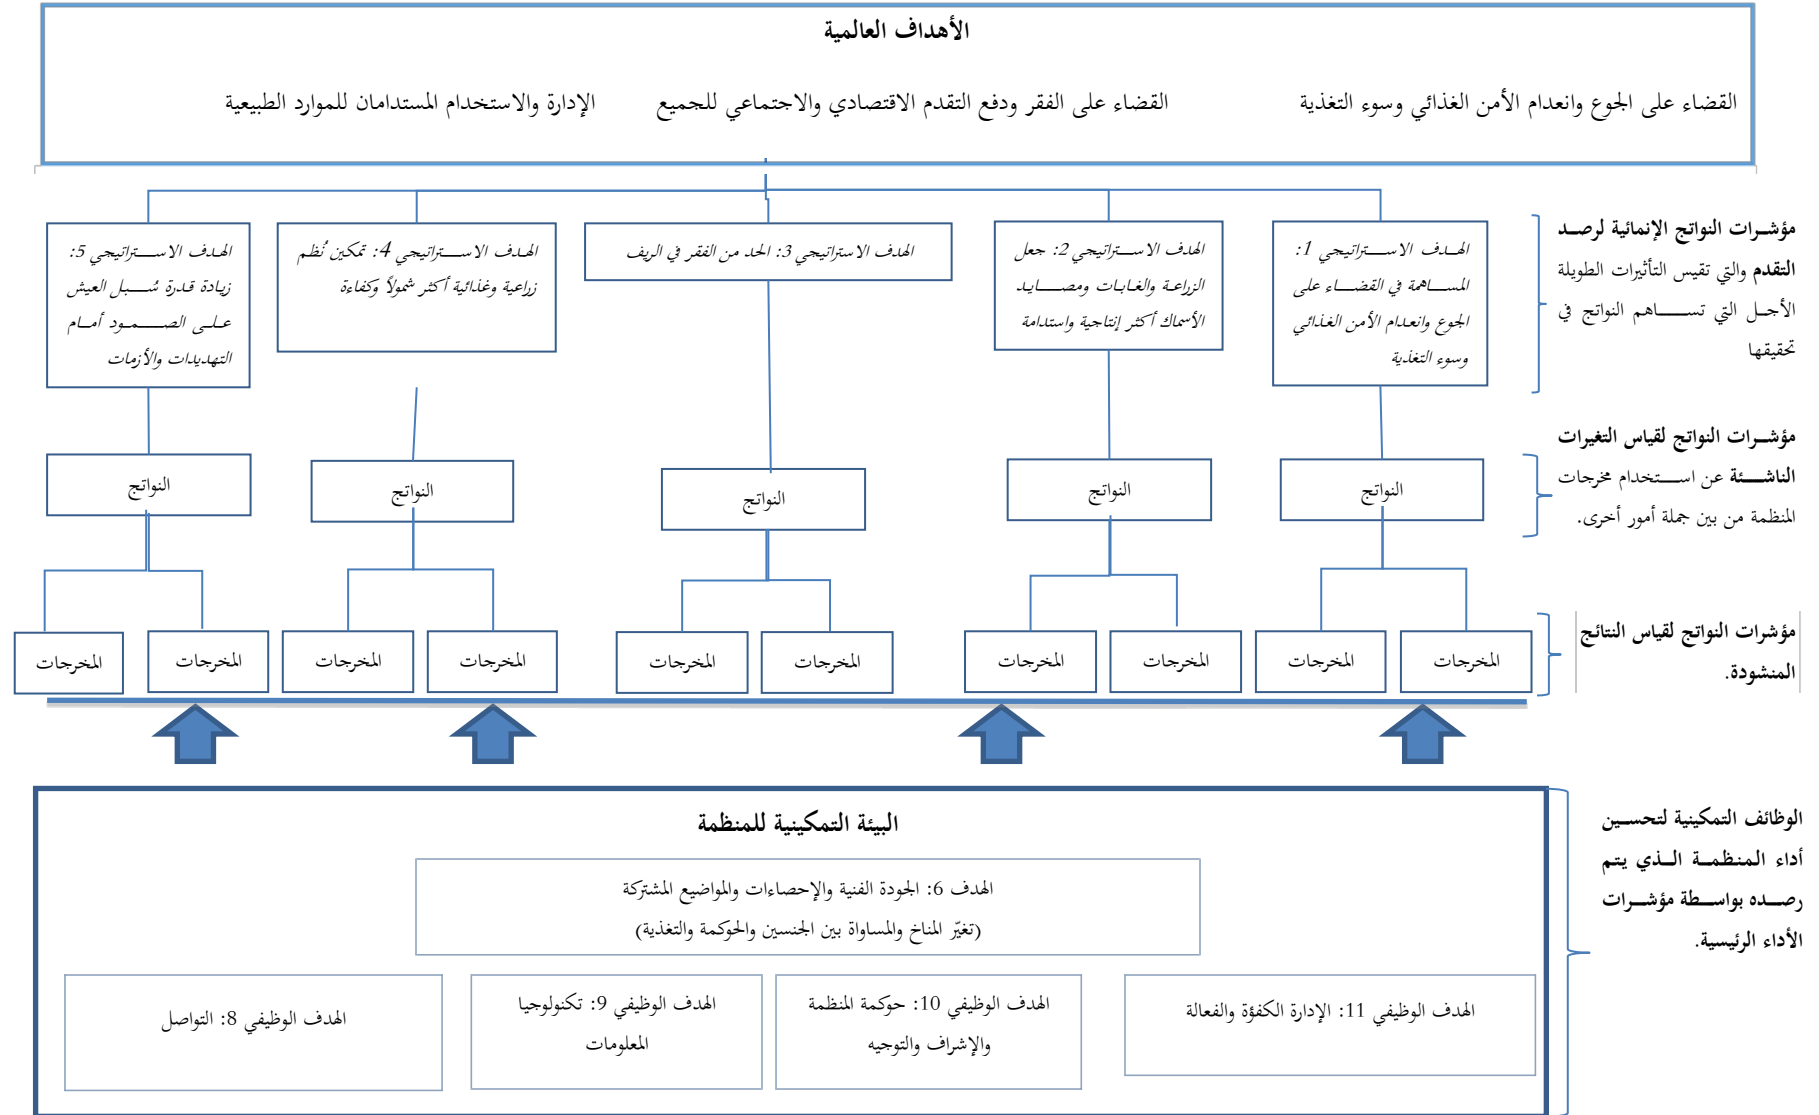 الأهداف العالمية
القضاء على الجوع وانعدام الأمن الغذائي وسوء التغذية
القضاء على الفقر ودفع التقدم الاقتصادي والاجتماعي للجميع
الإدارة والاستخدام المستدامان للموارد الطبيعية
مؤشرات النواتج الإنمائية لرصد
التقدم والتي تقيس التأثيرات الطويلة
الأجل التي تساهم النواتج في
تحقيقها
الهدف الاستراتيجي 1:
المساهمة في القضاء على
الجوع وانعدام الأمن الغذائي
وسوء التغذية
الهدف الاستراتيجي 2: جعل
الزراعة والغابات ومصايد
الأسماك أكثر إنتاجية واستدامة
الهدف الاستراتيجي 3: الحد من الفقر في الريف
الهدف الاستراتيجي 4: تمكين نُظم
زراعية وغذائية أكثر شمولاً وكفاءة
الهدف الاستراتيجي 5:
زيادة قدرة سُبل العيش
على الصمود أمام
التهديدات والأزمات
مؤشرات النواتج لقياس التغيرات
الناشئة عن استخدام مخرجات
المنظمة من بين جملة أمور أخرى.
النواتج
النواتج
النواتج
النواتج
النواتج
مؤشرات النواتج لقياس النتائج
المنشودة.
المخرجات
المخرجات
المخرجات
المخرجات
المخرجات
المخرجات
المخرجات
المخرجات
المخرجات
المخرجات
الوظائف التمكينية لتحسين
أداء المنظمة الذي يتم
رصده بواسطة مؤشرات
الأداء الرئيسية.
البيئة التمكينية للمنظمة
الهدف 6: الجودة الفنية والإحصاءات والمواضيع المشتركة
(تغيّر المناخ والمساواة بين الجنسين والحوكمة والتغذية)
الهدف الوظيفي 11: الإدارة الكفؤة والفعالة
الهدف الوظيفي 10: حوكمة المنظمة
والإشراف والتوجيه
الهدف الوظيفي 9: تكنولوجيا
المعلومات
الهدف الوظيفي 8: التواصل